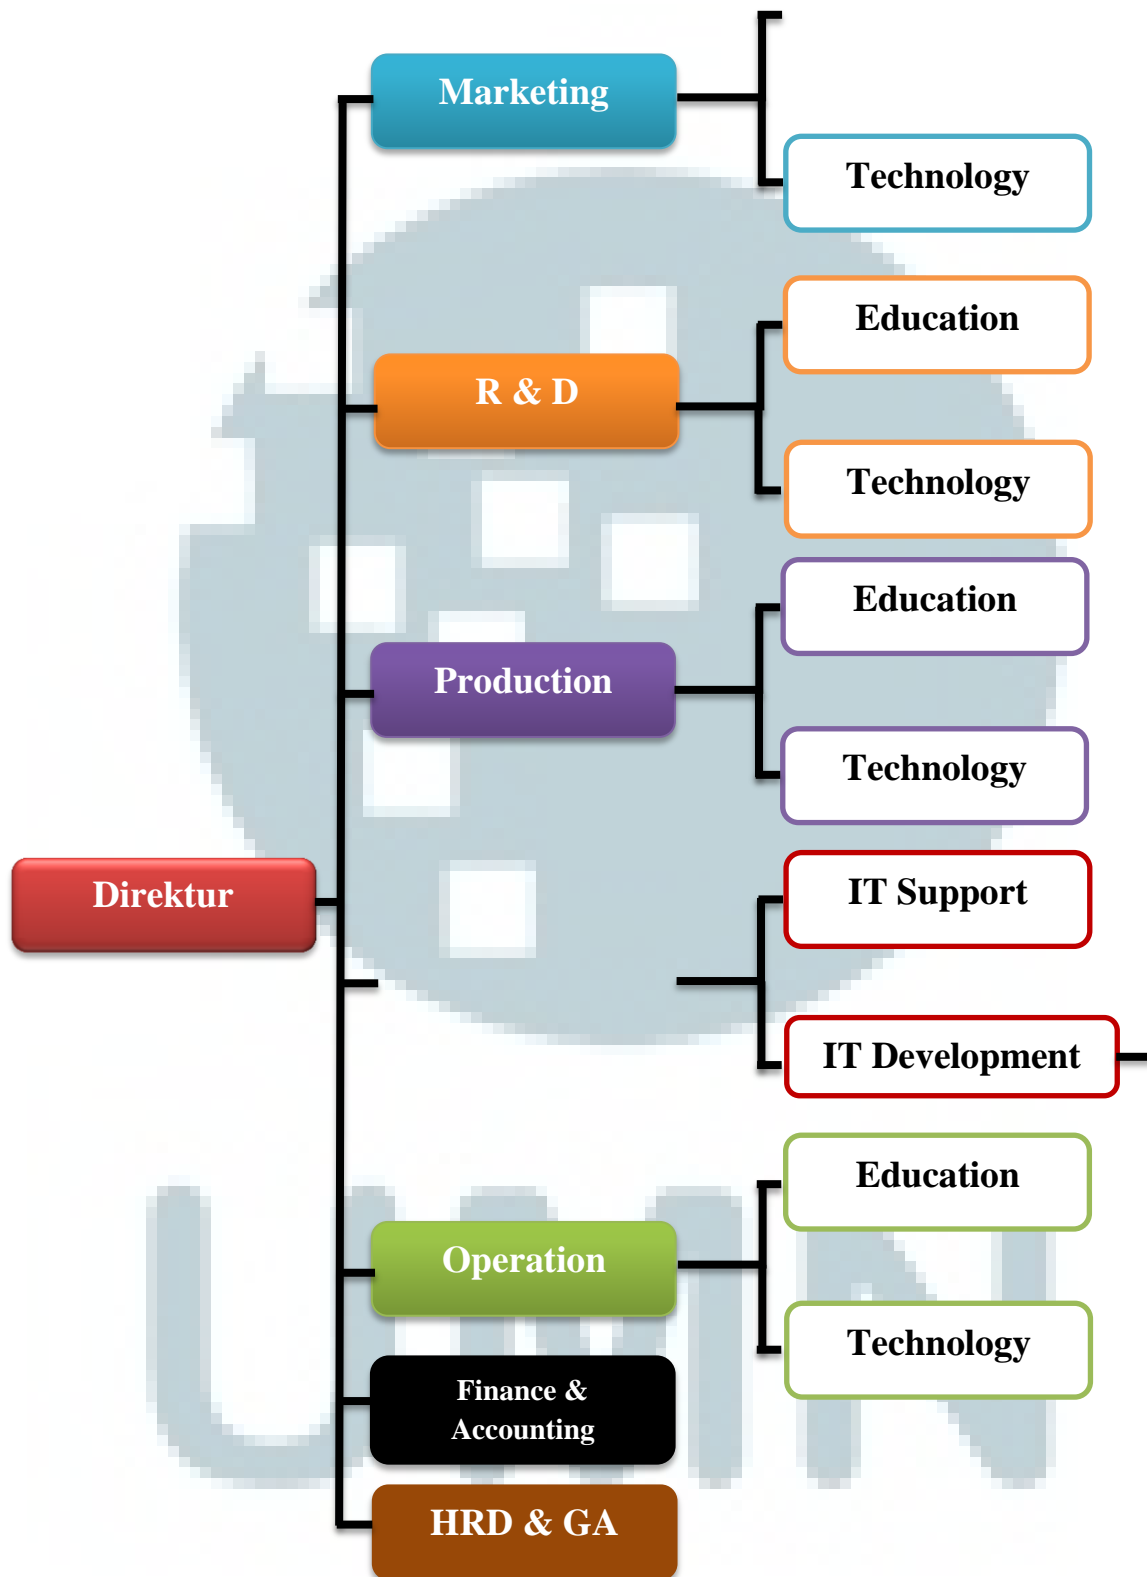 Marketing
Technology
Education
R & D
Technology
Education
Production
Technology
Direktur
IT Support
IT Development
Education
Operation
Technology
Finance &
Accounting
HRD & GA
UMN